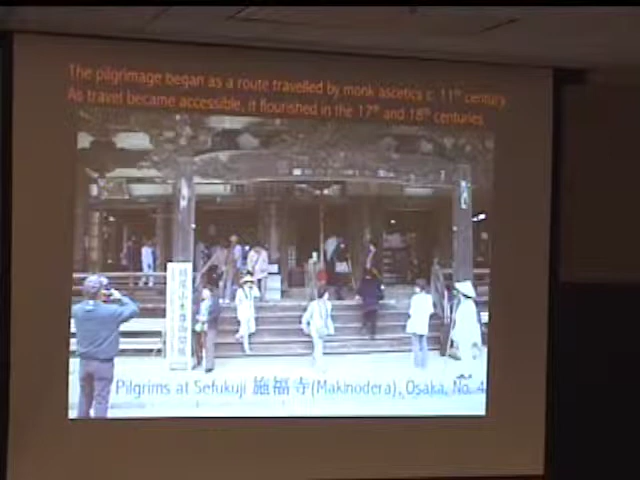 The pilgrimage began as a route travelled by monk ascetics c. 11th century.
As travel became accessible, it flourished in the 17th and 18th centuries.
Pilgrims at Sefukuji 施福寺(Makinodera), Osaka, No. 4